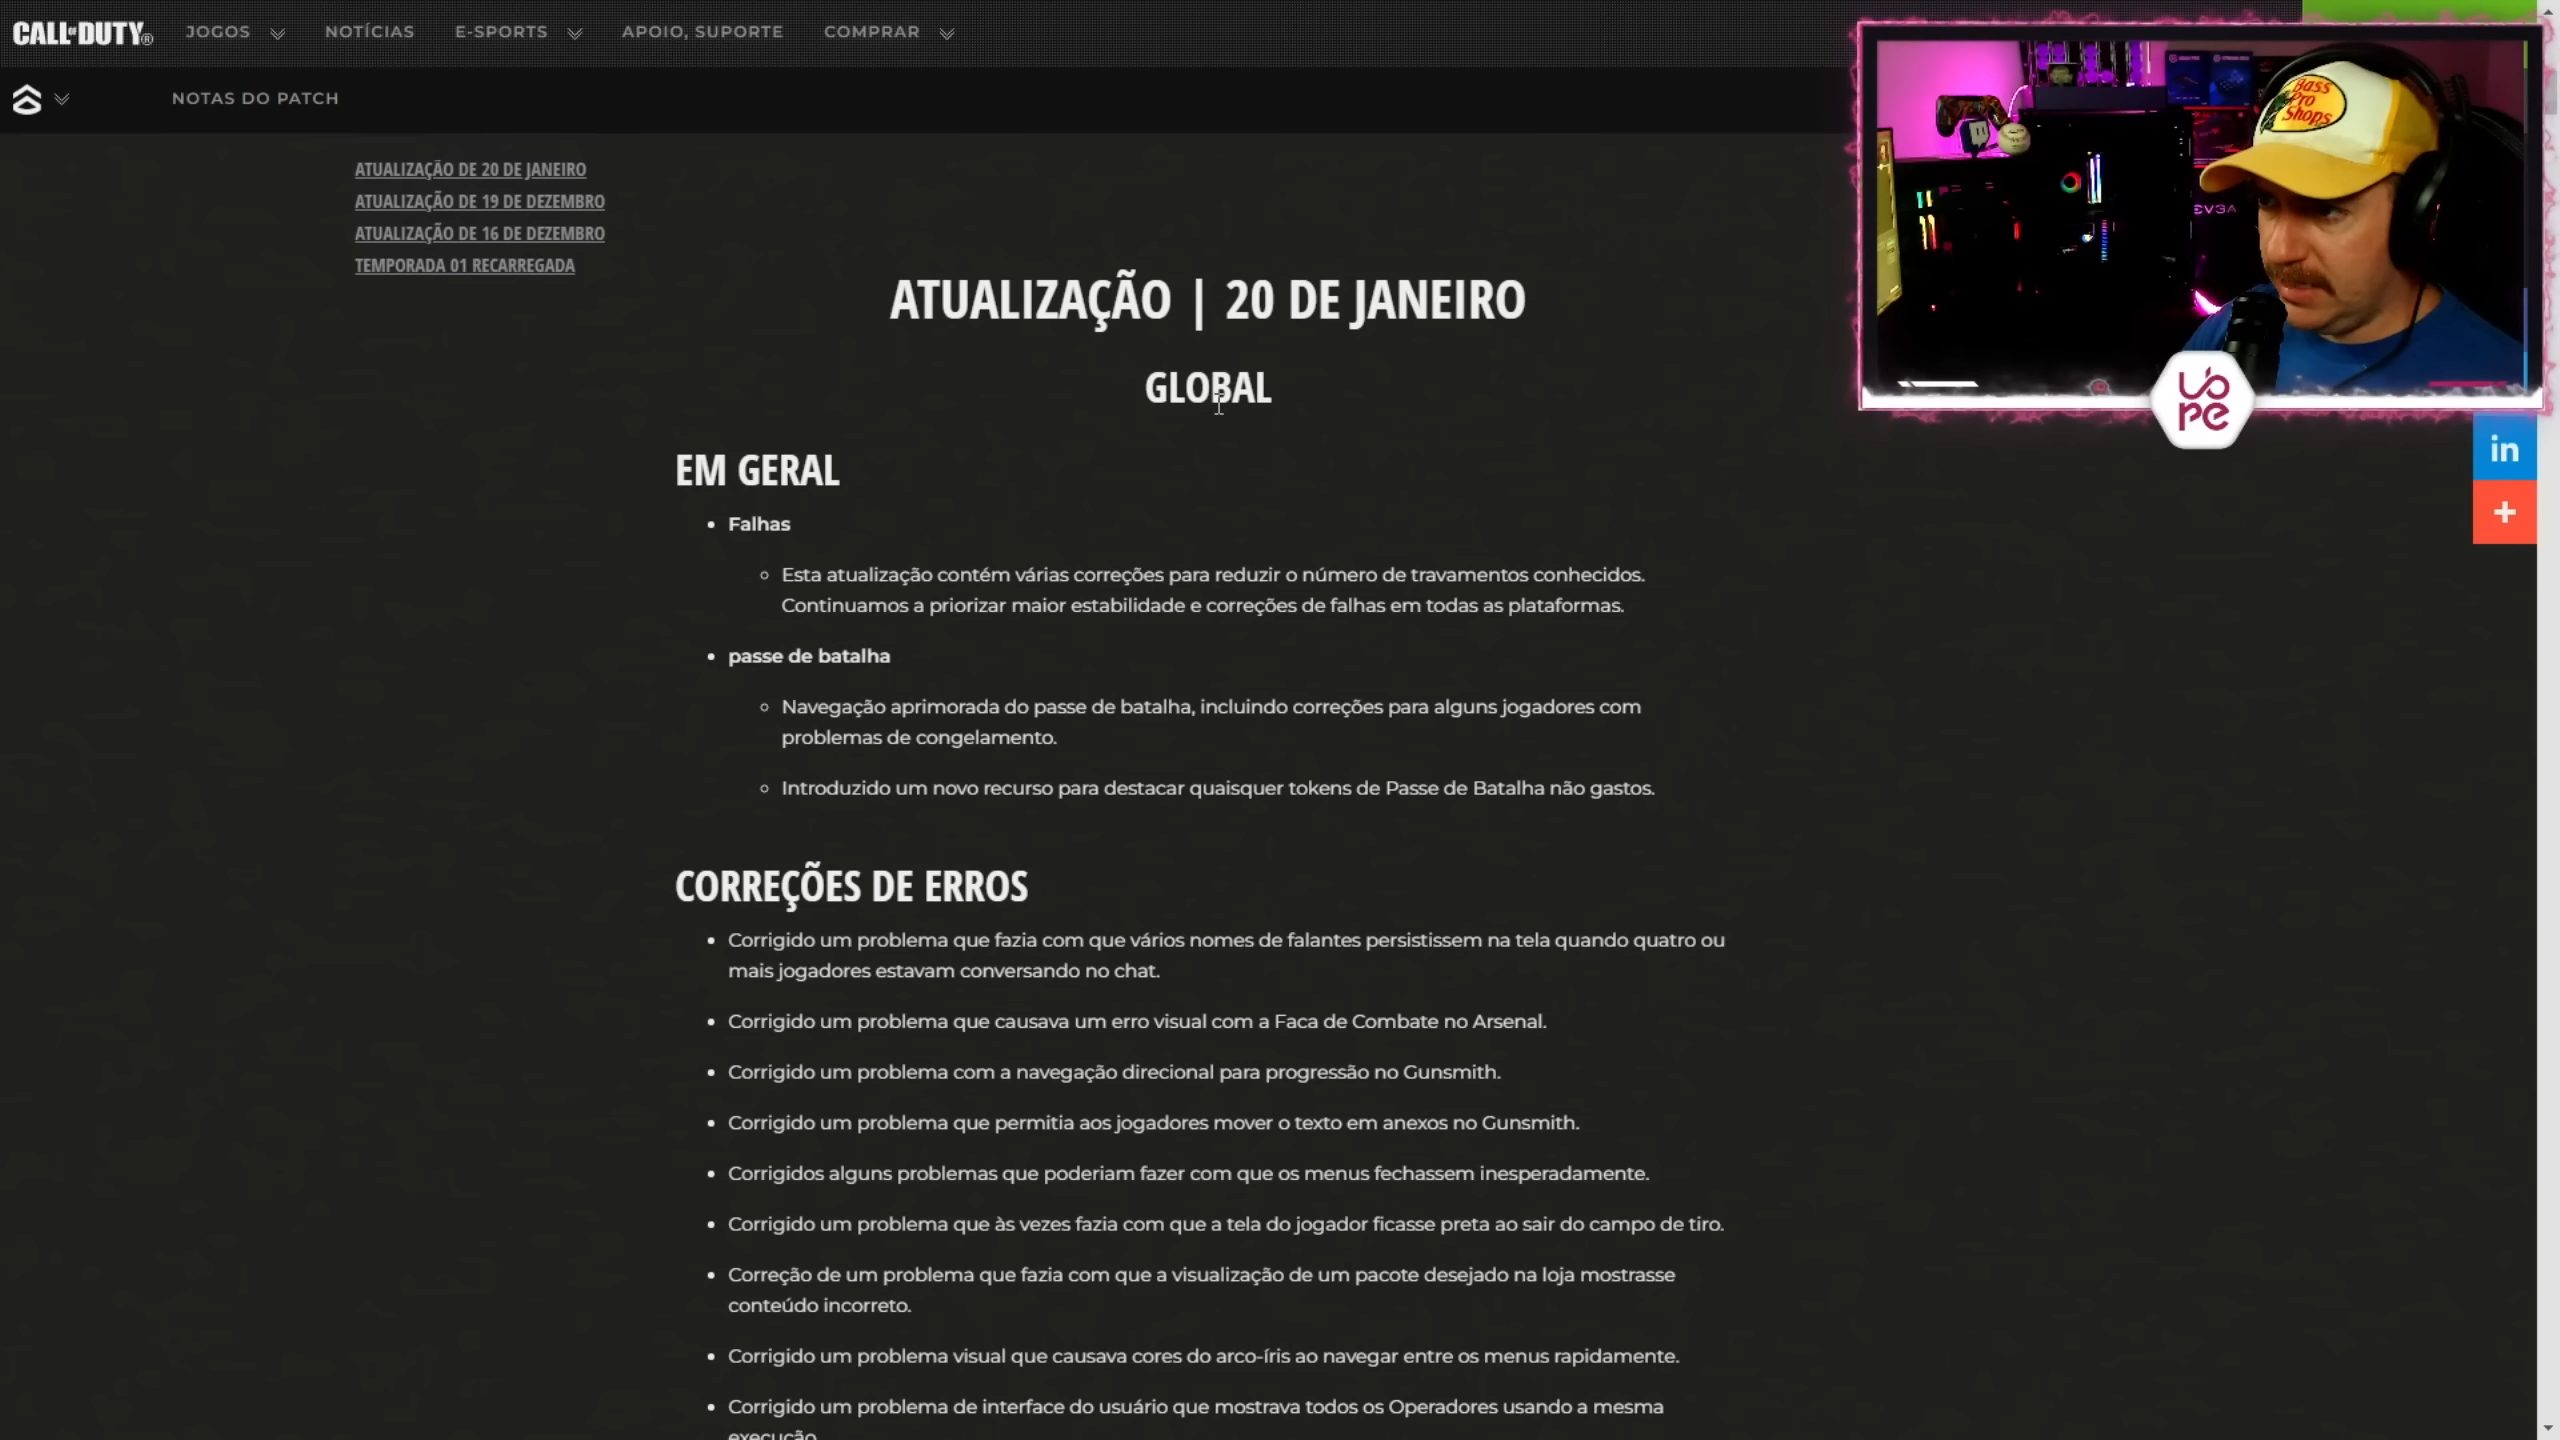 CALL OF DUTY®
JOGOS
NOTÍCIAS
E-SPORTS
APOIO, SUPORTE
COMPRAR
NOTAS DO PATCH
ATUALIZAÇÃO DE 20 DE JANEIRO
ATUALIZAÇÃO DE 19 DE DEZEMBRO
ATUALIZAÇÃO DE 16 DE DEZEMBRO
TEMPORADA 01 RECARREGADA
Bass
Pro
Shops
EVGA
UO
PE
in
ATUALIZAÇÃO | 20 DE JANEIRO
GLOBAL
EM GERAL
• Falhas
Esta atualização contém várias correções para reduzir o número de travamentos conhecidos.
Continuamos a priorizar maior estabilidade e correções de falhas em todas as plataformas.
• passe de batalha
Navegação aprimorada do passe de batalha, incluindo correções para alguns jogadores com
problemas de congelamento.
Introduzido um novo recurso para destacar quaisquer tokens de Passe de Batalha não gastos.
CORREÇÕES DE ERROS
• Corrigido um problema que fazia com que vários nomes de falantes persistissem na tela quando quatro ou
mais jogadores estavam conversando no chat.
• Corrigido um problema que causava um erro visual com a Faca de Combate no Arsenal.
• Corrigido um problema com a navegação direcional para progressão no Gunsmith.
• Corrigido um problema que permitia aos jogadores mover o texto em anexos no Gunsmith.
• Corrigidos alguns problemas que poderiam fazer com que os menus fechassem inesperadamente.
• Corrigido um problema que às vezes fazia com que a tela do jogador ficasse preta ao sair do campo de tiro.
• Correção de um problema que fazia com que a visualização de um pacote desejado na loja mostrasse
conteúdo incorreto.
• Corrigido um problema visual que causava cores do arco-íris ao navegar entre os menus rapidamente.
• Corrigido um problema de interface do usuário que mostrava todos os Operadores usando a mesma
execução